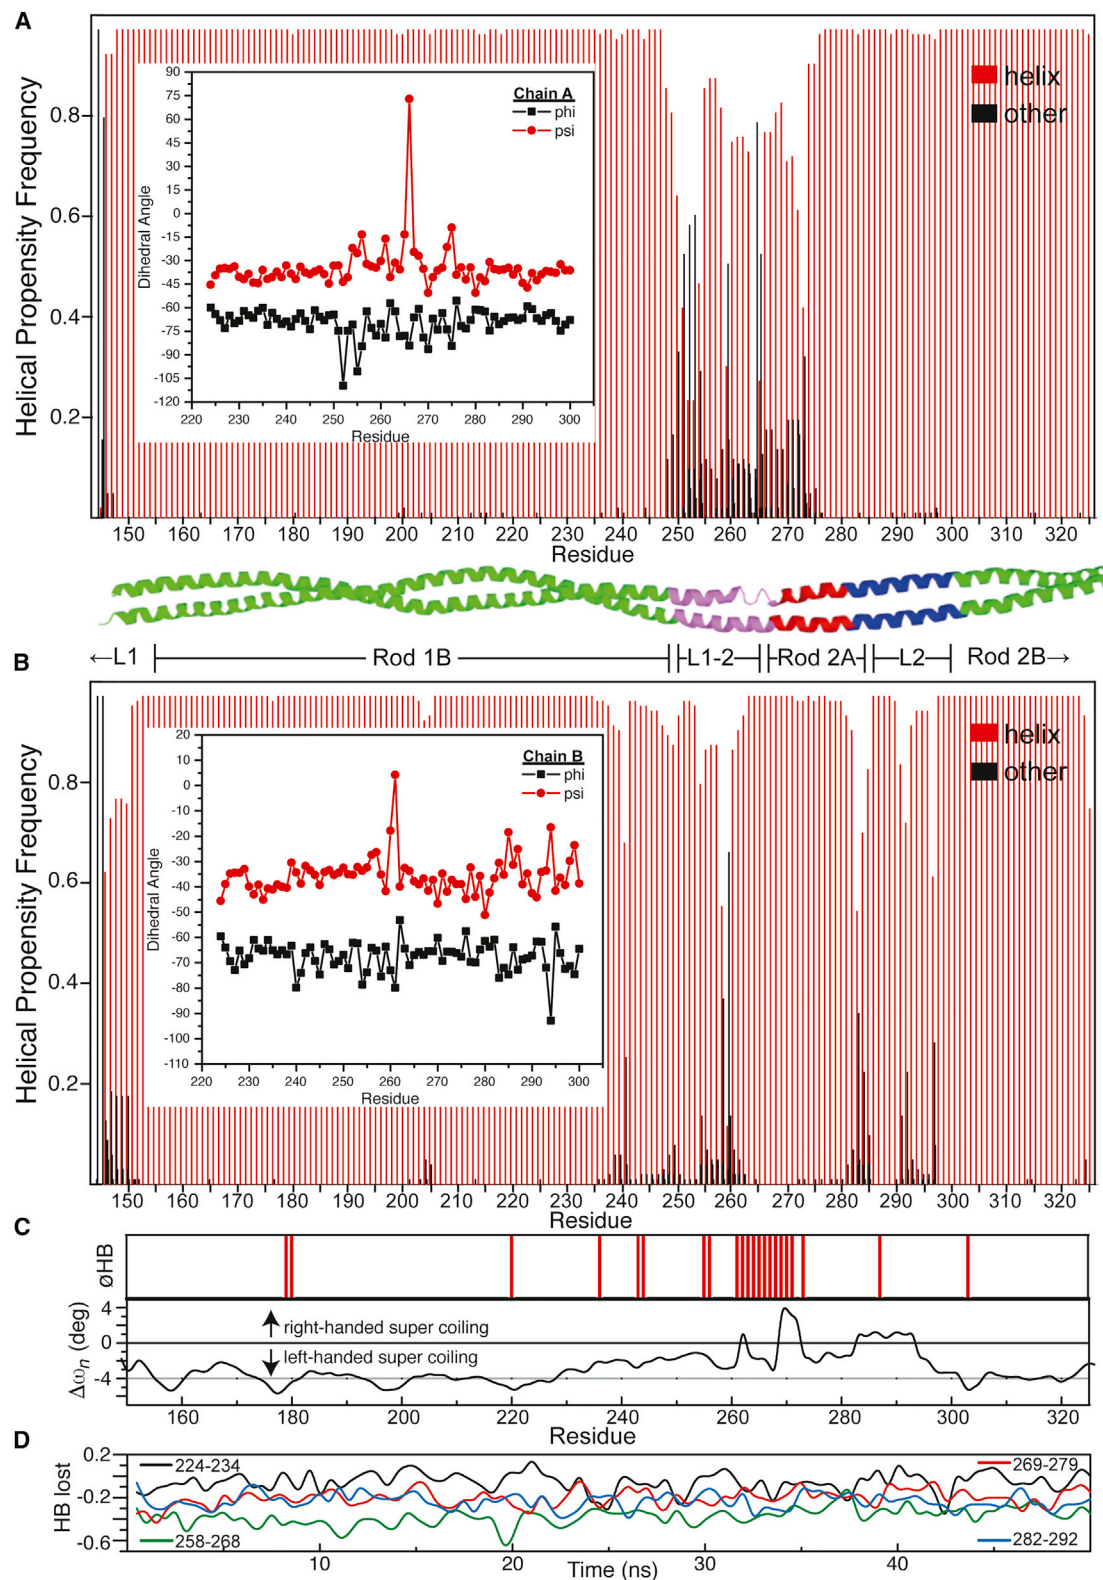 A
Helical Propensity Frequency
0.8
0.6
0.4
0.2
helix
other
90
75
60
45
30
15
0
-15
-30
-45
-60
-75
-90
-105
-120
Dihedral Angle
Chain A
phi
psi
220 230 240 250 260 270 280 290 300
Residue
150 160 170 180 190 200 210 220 230 240 250 260 270 280 290 300 310 320
Residue
B
←L1 Rod 1B L1-2 Rod 2A L2 Rod 2B→
Helical Propensity Frequency
0.8
0.6
0.4
0.2
helix
other
20
10
0
-10
-20
-30
-40
-50
-60
-70
-80
-90
-100
-110
Dihedral Angle
Chain B
phi
psi
220 230 240 250 260 270 280 290 300
Residue
150 160 170 180 190 200 210 220 230 240 250 260 270 280 290 300 310 320
Residue
C
øHB
Δωn (deg)
4
0
-4
right-handed super coiling
left-handed super coiling
160 180 200 220 240 260 280 300 320
Residue
D
HB lost
0.2
-0.2
-0.6
224-234
269-279
258-268
282-292
10 20 30 40
Time (ns)